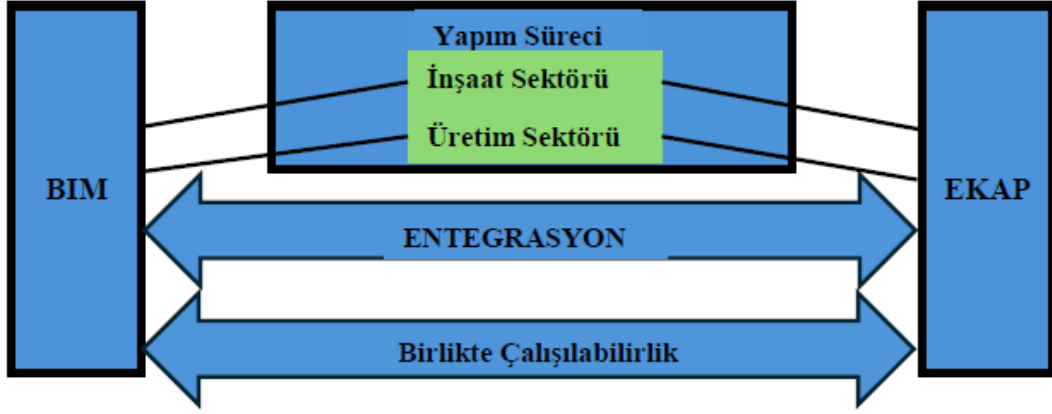 Yapım Süreci
İnşaat Sektörü
Üretim Sektörü
BIM
EKAP
ENTEGRASYON
Birlikte Çalışılabilirlik